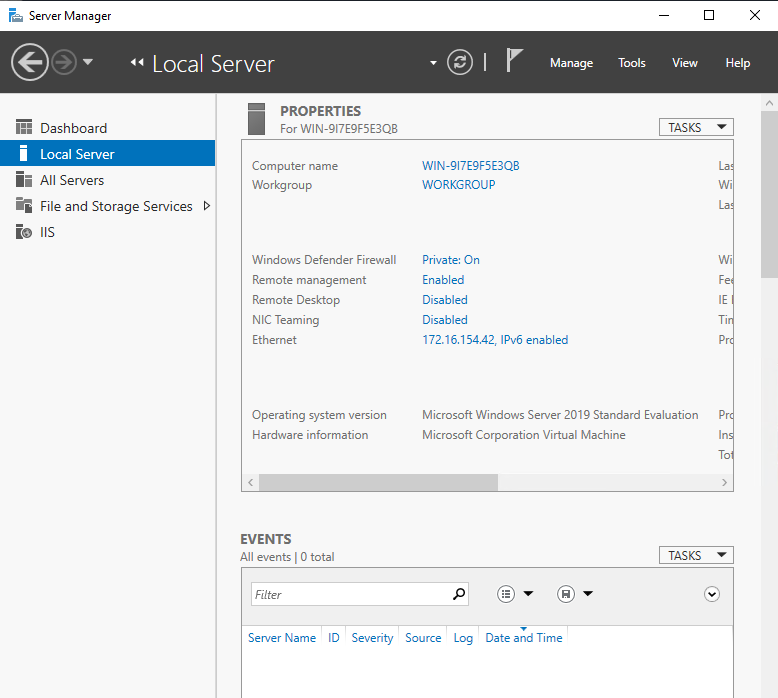 Server Manager
Local Server
Manage Tools View Help
Dashboard
Local Server
All Servers
File and Storage Services
IIS
PROPERTIES
For WIN-9I7E9F5E3QB
TASKS
Computer name WIN-9I7E9F5E3QB Las
Workgroup WORKGROUP Wi
Las
Windows Defender Firewall Private: On Wi
Remote management Enabled Fee
Remote Desktop Disabled IE
NIC Teaming Disabled Tim
Ethernet 172.16.154.42, IPv6 enabled Pro
Operating system version Microsoft Windows Server 2019 Standard Evaluation Pro
Hardware information Microsoft Corporation Virtual Machine Ins
Tot
EVENTS
All events | 0 total
TASKS
Filter
Server Name ID Severity Source Log Date and Time